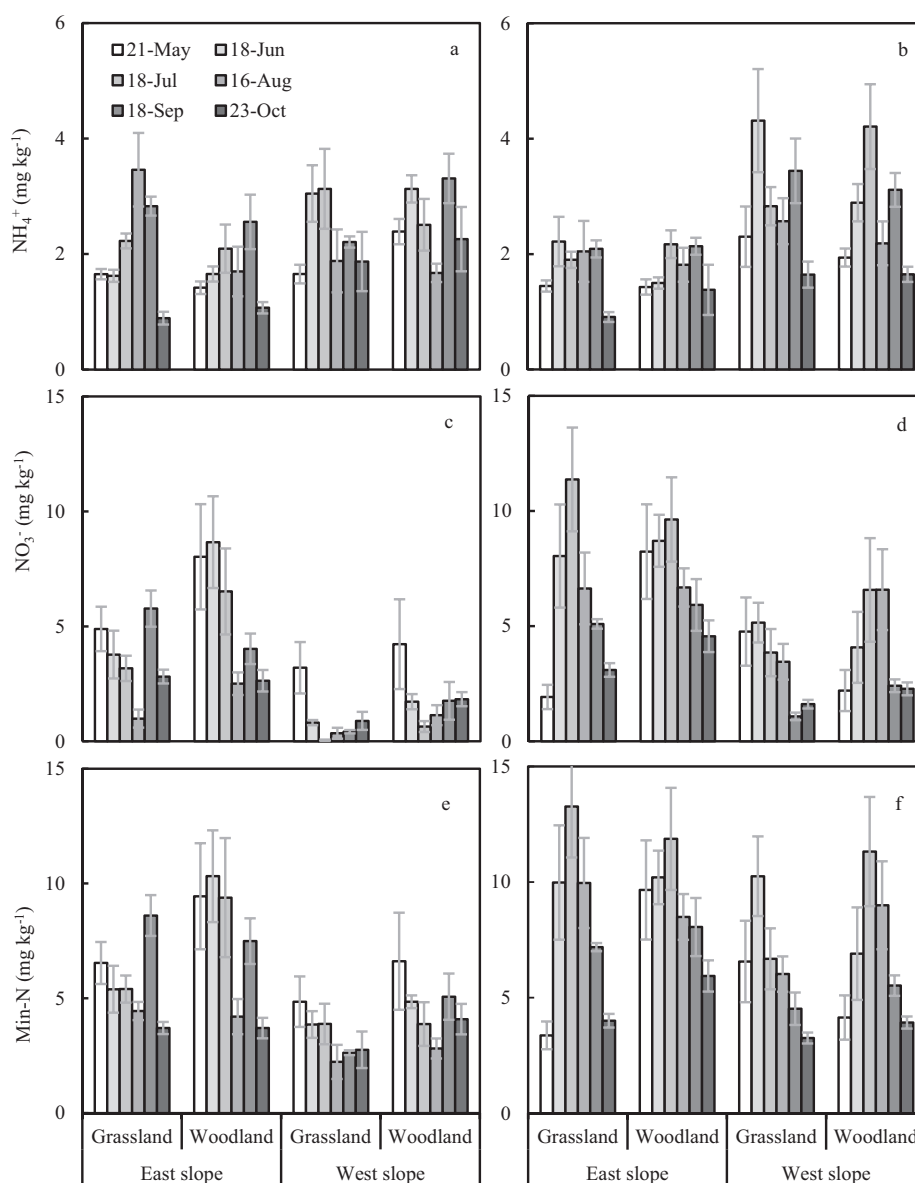 6 6
21-May 18-Jun a b
18-Jul 16-Aug
18-Sep 23-Oct
4 4
NH₄⁺ (mg kg⁻¹)
2 2
0 0
15 15
c d
10 10
NO₃⁻ (mg kg⁻¹)
5 5
0 0
15 15
e f
10 10
Min-N (mg kg⁻¹)
5 5
0 0
Grassland Woodland Grassland Woodland Grassland Woodland Grassland Woodland
East slope West slope East slope West slope